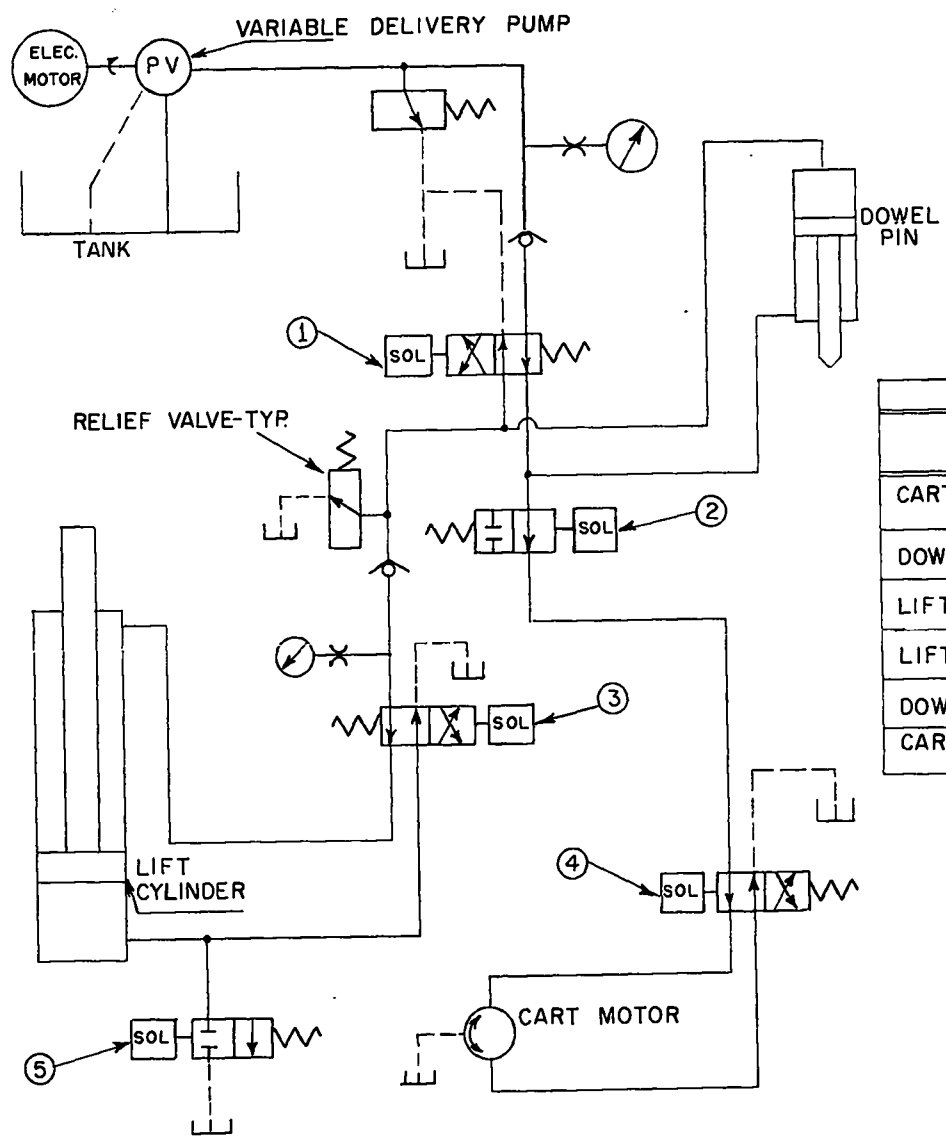 VARIABLE DELIVERY PUMP
ELEC.
MOTOR
PV
TANK
DOWEL
PIN
1
SOL
RELIEF VALVE-TYP.
2
SOL
CART
DOW
LIFT
LIFT
DOW
CAR
3
SOL
4
SOL
LIFT
CYLINDER
CART MOTOR
5
SOL